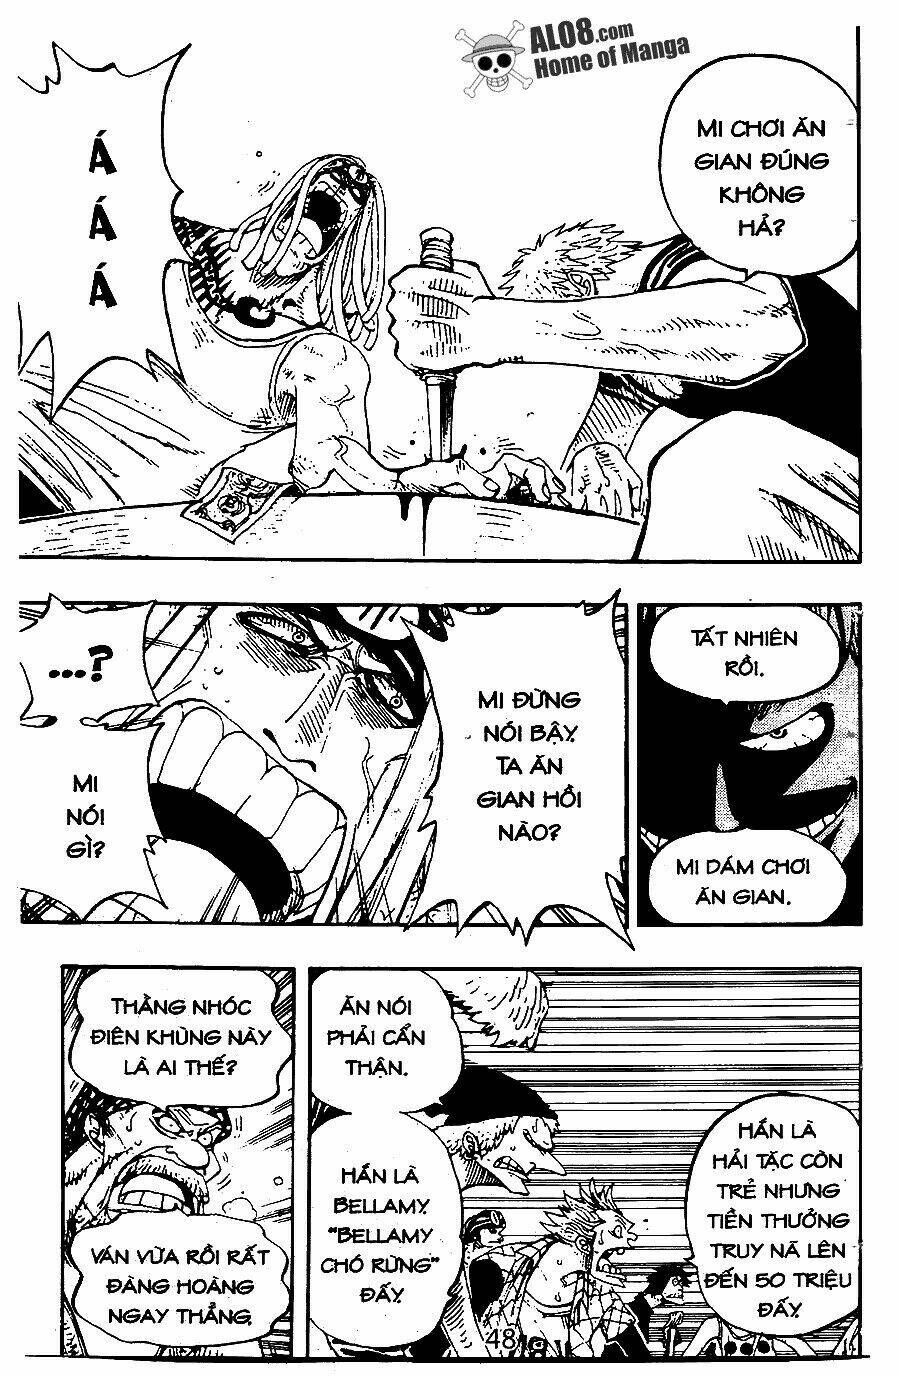 AL08.com
Home of Manga
MI CHƠI ĂN
GIAN ĐÚNG
KHÔNG
HẢ?
Á
Á
Á
TẤT NHIÊN
RỒI.
MI DÁM CHƠI
ĂN GIAN.
MI ĐỪNG
NÓI BẬY.
TA ĂN
GIAN HỒI
NÀO?
...?
MI
NÓI
GÌ?
THẰNG NHÓC
ĐIÊN KHÙNG NÀY
LÀ AI THẾ?
VÁN VỪA RỒI RẤT
ĐÀNG HOÀNG
NGAY THẲNG.
ĂN NÓI
PHẢI CẨN
THẬN.
HẮN LÀ
BELLAMY.
"BELLAMY
CHÓ RỪNG"
ĐẤY.
HẮN LÀ
HẢI TẶC CÒN
TRẺ NHƯNG
TIỀN THƯỞNG
TRUY NÃ LÊN
ĐẾN 50 TRIỆU
ĐẤY.
48